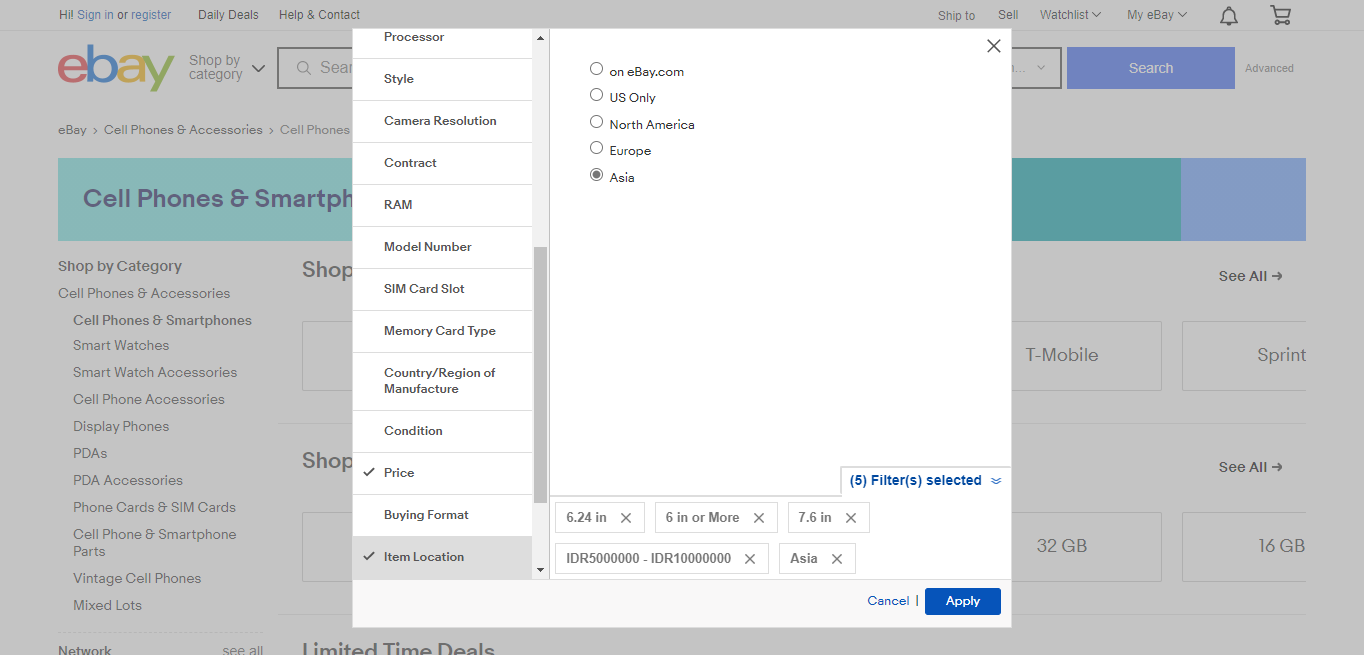 Hi! Sign in or register
Daily Deals
Help & Contact
Ship to
Sell
Watchlist
My eBay
ebay
Shop by
category
Search
Advanced
eBay > Cell Phones & Accessories > Cell Phones
Cell Phones & Smartph
Shop by Category
Cell Phones & Accessories
Cell Phones & Smartphones
Smart Watches
Smart Watch Accessories
Cell Phone Accessories
Display Phones
PDAs
PDA Accessories
Phone Cards & SIM Cards
Cell Phone & Smartphone
Parts
Vintage Cell Phones
Mixed Lots
Network
see all
Shop
See All →
T-Mobile
Sprint
Shop
See All →
32 GB
16 GB
Limited Time Deals
Processor
Style
Camera Resolution
Contract
RAM
Model Number
SIM Card Slot
Memory Card Type
Country/Region of
Manufacture
Condition
Price
Buying Format
Item Location
on eBay.com
US Only
North America
Europe
Asia
(5) Filter(s) selected
6.24 in
6 in or More
7.6 in
IDR5000000 - IDR10000000
Asia
Cancel | Apply